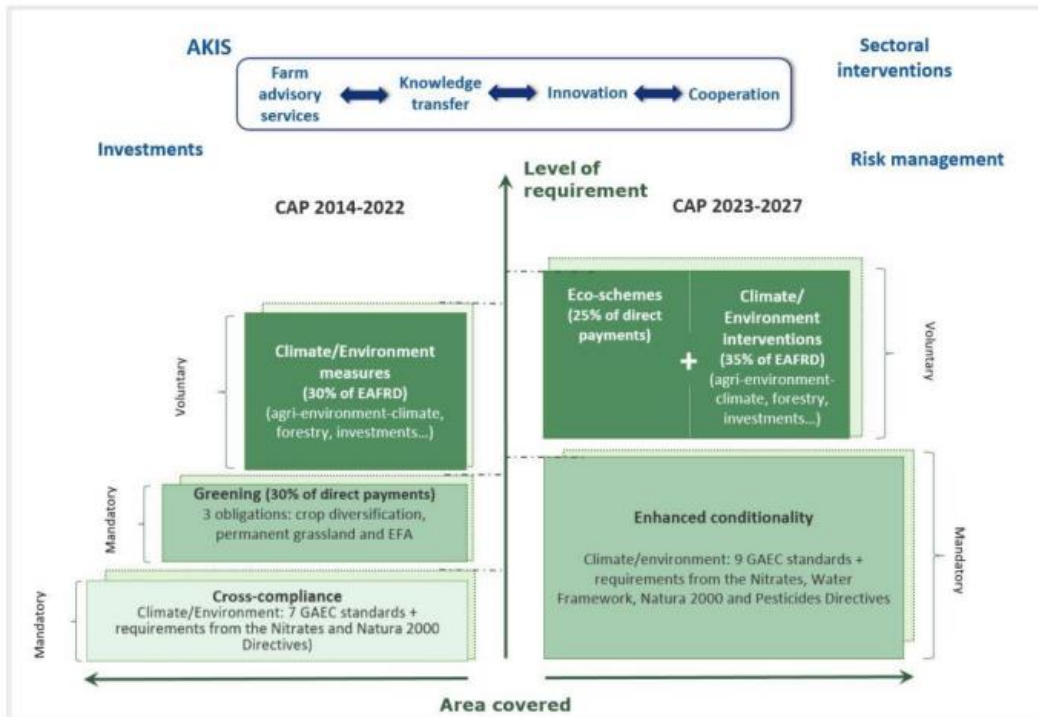 AKIS
Sectoral
interventions
Farm
advisory
services
Knowledge
transfer
Innovation
Cooperation
Investments
Risk management
Level of
requirement
CAP 2014-2022
CAP 2023-2027
Voluntary
Climate/Environment
measures
(30% of EAFRD)
(agri-environment-climate,
forestry, investments…)
Mandatory
Greening (30% of direct payments)
3 obligations: crop diversification,
permanent grassland and EFA
Mandatory
Cross-compliance
Climate/Environment: 7 GAEC standards +
requirements from the Nitrates and Natura 2000
Directives)
Eco-schemes
(25% of direct
payments)
+
Climate/
Environment
interventions
(35% of EAFRD)
(agri-environment-
climate, forestry,
investments…)
Voluntary
Enhanced conditionality
Climate/environment: 9 GAEC standards +
requirements from the Nitrates, Water
Framework, Natura 2000 and Pesticides Directives
Mandatory
Area covered